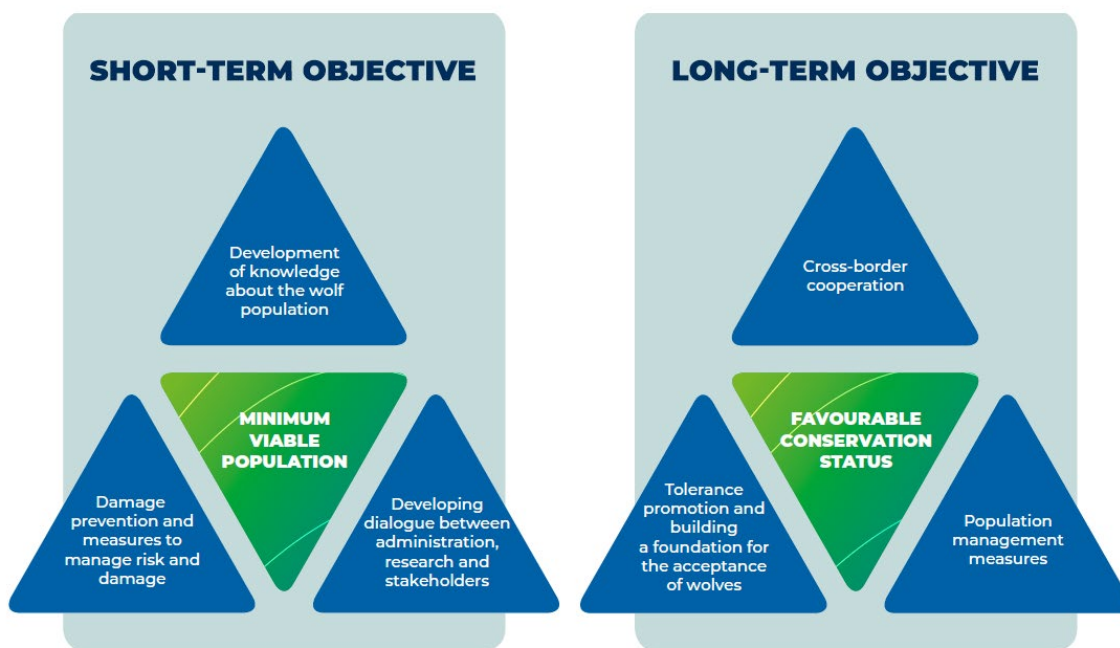 SHORT-TERM OBJECTIVE
Development
of knowledge
about the wolf
population
MINIMUM
VIABLE
POPULATION
Damage
prevention and
measures to
manage risk and
damage
Developing
dialogue between
administration,
research and
stakeholders
LONG-TERM OBJECTIVE
Cross-border
cooperation
FAVOURABLE
CONSERVATION
STATUS
Tolerance
promotion and
building
a foundation for
the acceptance
of wolves
Population
management
measures